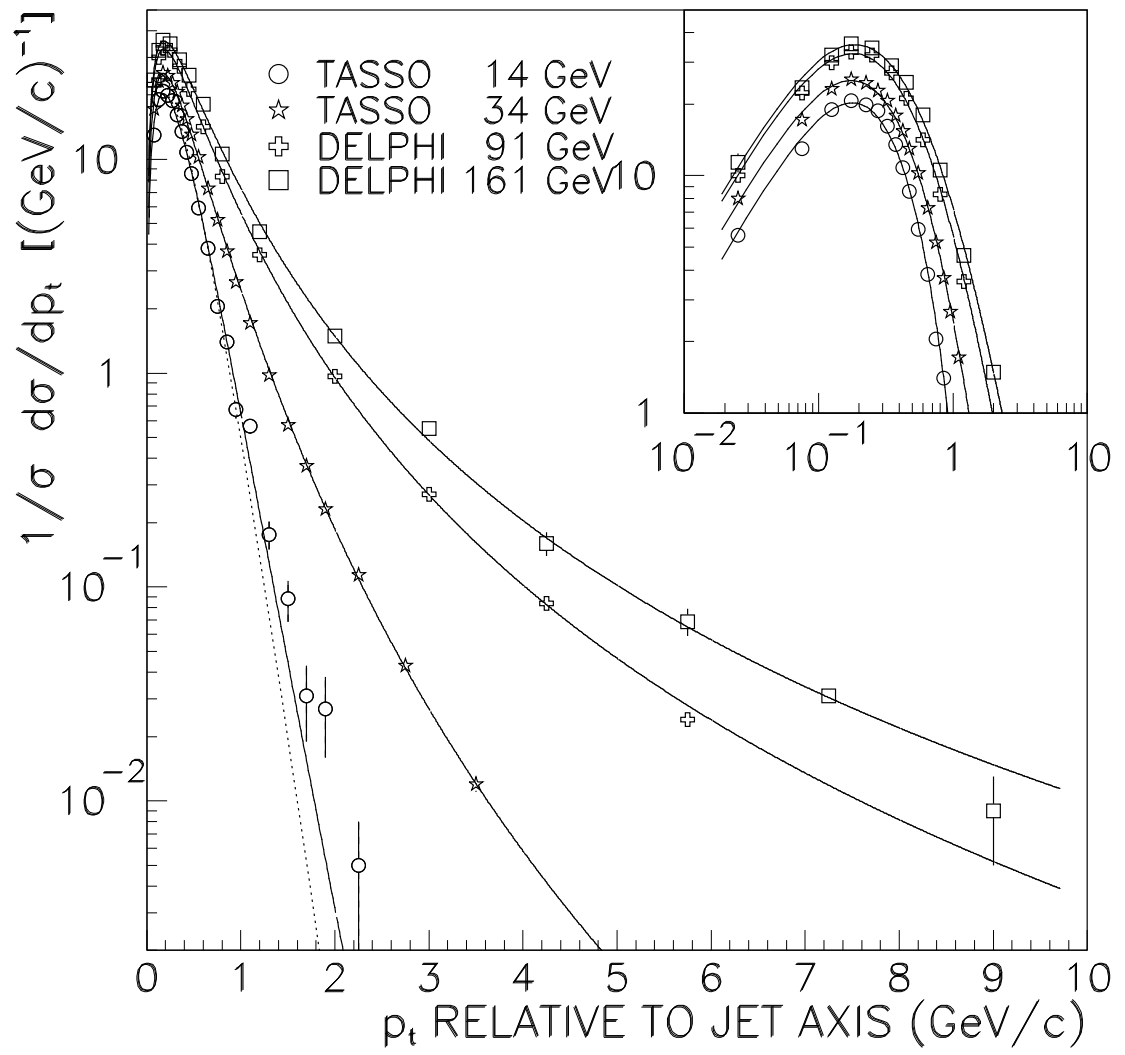 1/σ dσ/dpt [(GeV/c)⁻¹]
TASSO 14 GeV
TASSO 34 GeV
DELPHI 91 GeV
DELPHI 161 GeV
10
1
10⁻¹
10⁻²
0 1 2 3 4 5 6 7 8 9 10
pt RELATIVE TO JET AXIS (GeV/c)
10
1
10⁻² 10⁻¹ 1 10